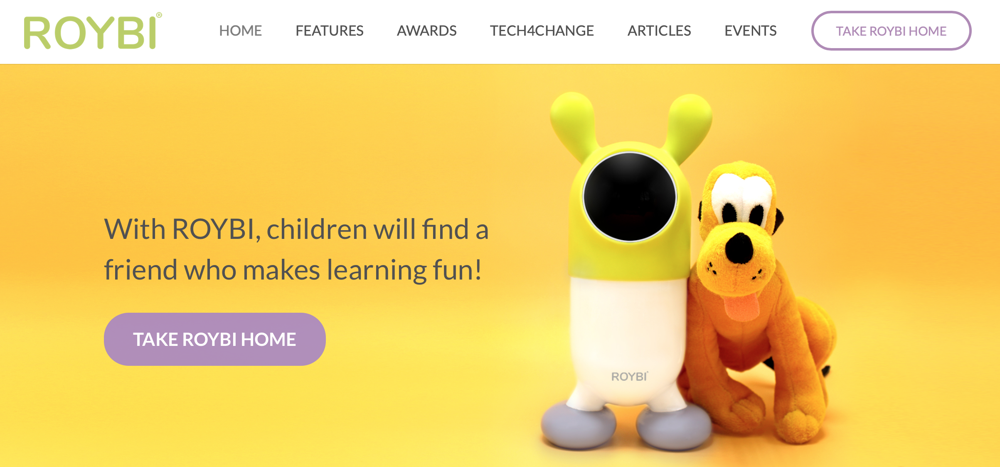 ROYBI®
HOME
FEATURES
AWARDS
TECH4CHANGE
ARTICLES
EVENTS
TAKE ROYBI HOME
With ROYBI, children will find a
friend who makes learning fun!
TAKE ROYBI HOME
ROYBI